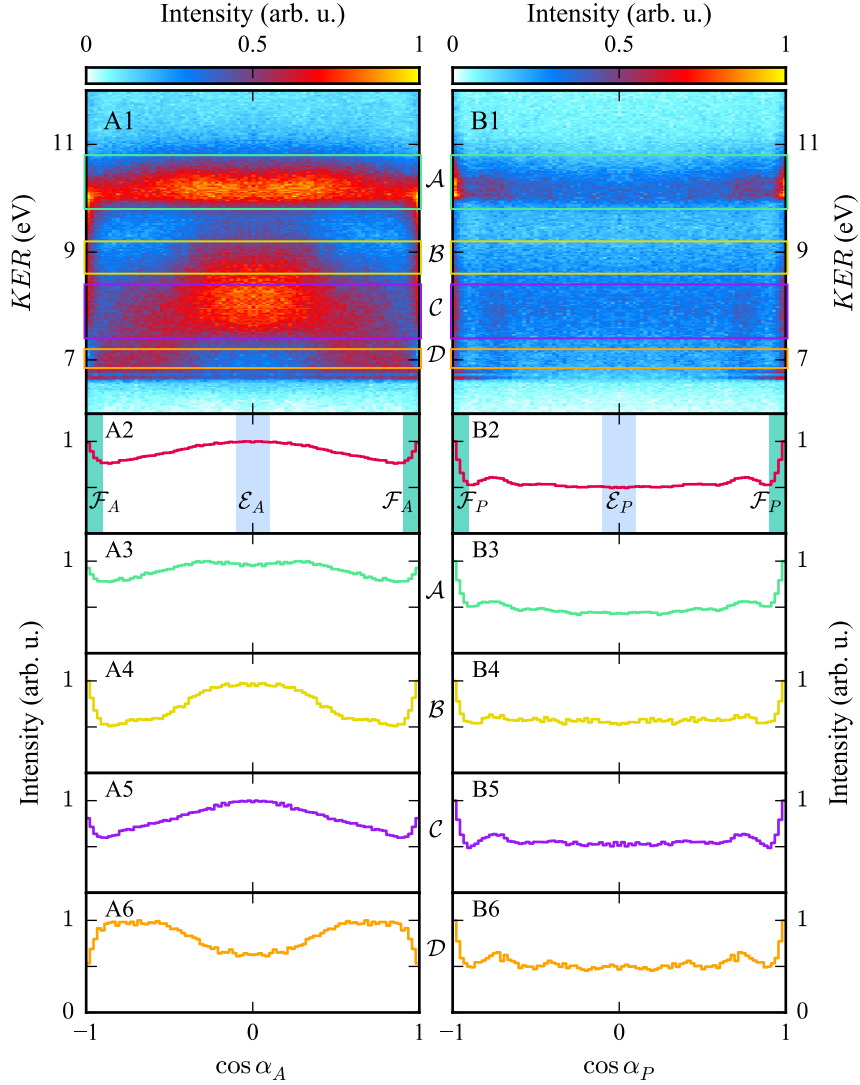 Intensity (arb. u.) Intensity (arb. u.)
0 0.5 1 0 0.5 1
A1 B1
11 11
𝒜
9 9
ℬ
KER (eV) KER (eV)
𝒞
7 𝒟 7
A2 B2
1 1
ℱ_A ℰ_A ℱ_A ℱ_P ℰ_P ℱ_P
A3 B3
1 1
𝒜
A4 B4
1 1
ℬ
Intensity (arb. u.) Intensity (arb. u.)
A5 B5
1 1
𝒞
A6 B6
1 1
𝒟
0 0
−1 0 1 −1 0 1
cos α_A cos α_P